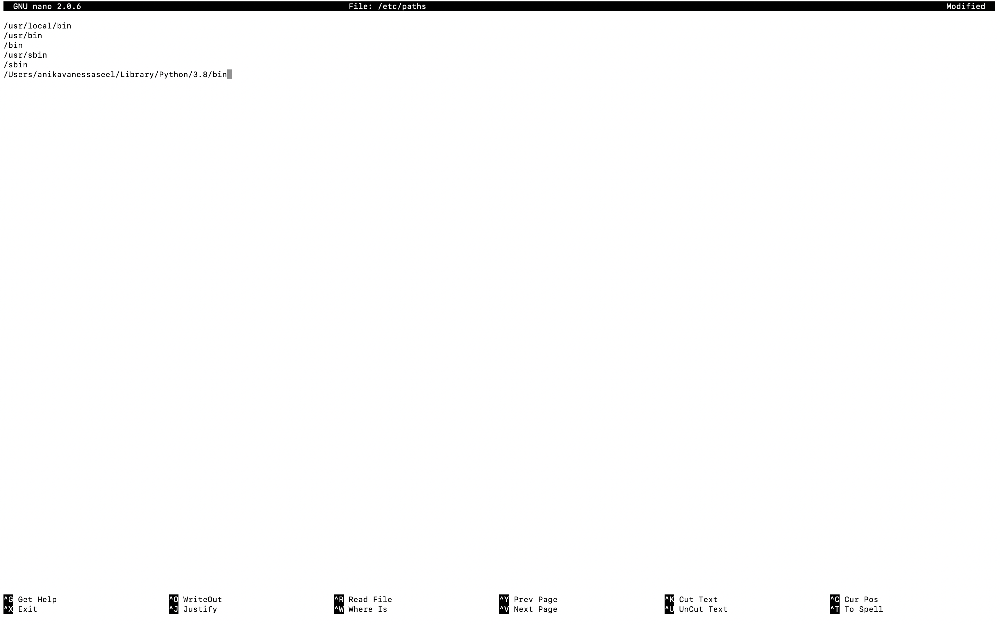 GNU nano 2.0.6 File: /etc/paths Modified
/usr/local/bin
/usr/bin
/bin
/usr/sbin
/sbin
/Users/anikavanessaseel/Library/Python/3.8/bin
^G Get Help ^O WriteOut ^R Read File ^Y Prev Page ^K Cut Text ^C Cur Pos
^X Exit ^J Justify ^W Where Is ^V Next Page ^U UnCut Text ^T To Spell